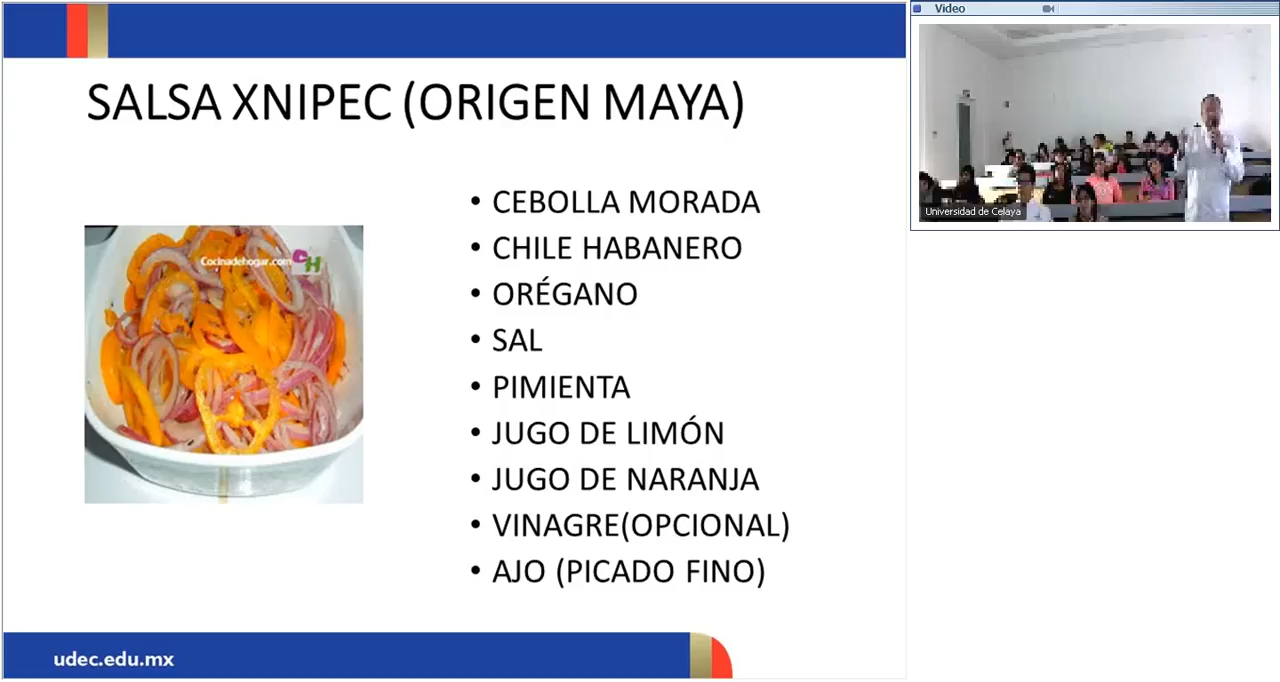 Video
SALSA XNIPEC (ORIGEN MAYA)
Cocinadehogar.com
CH
• CEBOLLA MORADA
• CHILE HABANERO
• ORÉGANO
• SAL
• PIMIENTA
• JUGO DE LIMÓN
• JUGO DE NARANJA
• VINAGRE(OPCIONAL)
• AJO (PICADO FINO)
Universidad de Celaya
udec.edu.mx